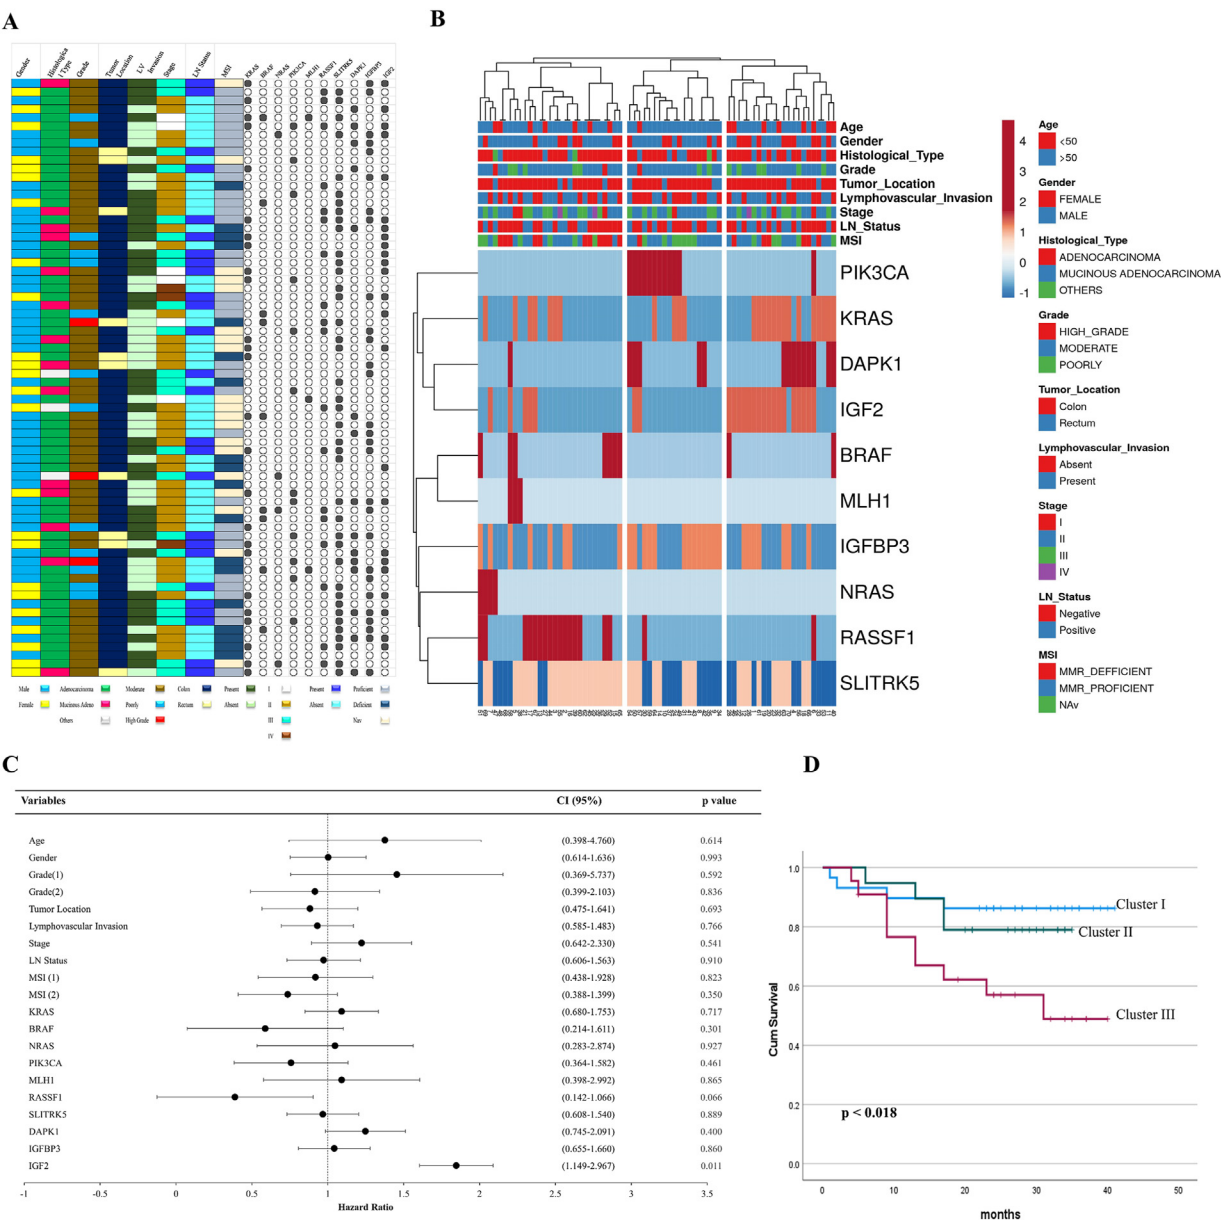 A
Gender
Histologica
l Type
Grade
Tumor
Location
LV
Invasion
Stage
LN Status
MSI
KRAS
BRAF
NRAS
PIK3CA
MLH1
RASSF1
SLITRK5
DAPK1
IGFBP3
IGF2
Male
Adenocarcinoma
Moderate
Colon
Present
I
Present
Proficient
Female
Mucinous Adeno
Poorly
Rectum
Absent
II
Absent
Deficient
Others
High Grade
III
Nav
IV
B
Age
Gender
Histological_Type
Grade
Tumor_Location
Lymphovascular_Invasion
Stage
LN_Status
MSI
PIK3CA
KRAS
DAPK1
IGF2
BRAF
MLH1
IGFBP3
NRAS
RASSF1
SLITRK5
4
3
2
1
0
-1
Age
<50
>50
Gender
FEMALE
MALE
Histological_Type
ADENOCARCINOMA
MUCINOUS ADENOCARCINOMA
OTHERS
Grade
HIGH_GRADE
MODERATE
POORLY
Tumor_Location
Colon
Rectum
Lymphovascular_Invasion
Absent
Present
Stage
I
II
III
IV
LN_Status
Negative
Positive
MSI
MMR_DEFFICIENT
MMR_PROFICIENT
NAv
C
Variables CI (95%) p value
Age (0.398-4.760) 0.614
Gender (0.614-1.636) 0.993
Grade(1) (0.369-5.737) 0.592
Grade(2) (0.399-2.103) 0.836
Tumor Location (0.475-1.641) 0.693
Lymphovascular Invasion (0.585-1.483) 0.766
Stage (0.642-2.330) 0.541
LN Status (0.606-1.563) 0.910
MSI (1) (0.438-1.928) 0.823
MSI (2) (0.388-1.399) 0.350
KRAS (0.680-1.753) 0.717
BRAF (0.214-1.611) 0.301
NRAS (0.283-2.874) 0.927
PIK3CA (0.364-1.582) 0.461
MLH1 (0.398-2.992) 0.865
RASSF1 (0.142-1.066) 0.066
SLITRK5 (0.608-1.540) 0.889
DAPK1 (0.745-2.091) 0.400
IGFBP3 (0.655-1.660) 0.860
IGF2 (1.149-2.967) 0.011
-1 -0.5 0 0.5 1 1.5 2 2.5 3 3.5
Hazard Ratio
D
Cum Survival
1.0
0.8
0.6
0.4
0.2
0.0
Cluster I
Cluster II
Cluster III
p < 0.018
0 10 20 30 40 50
months